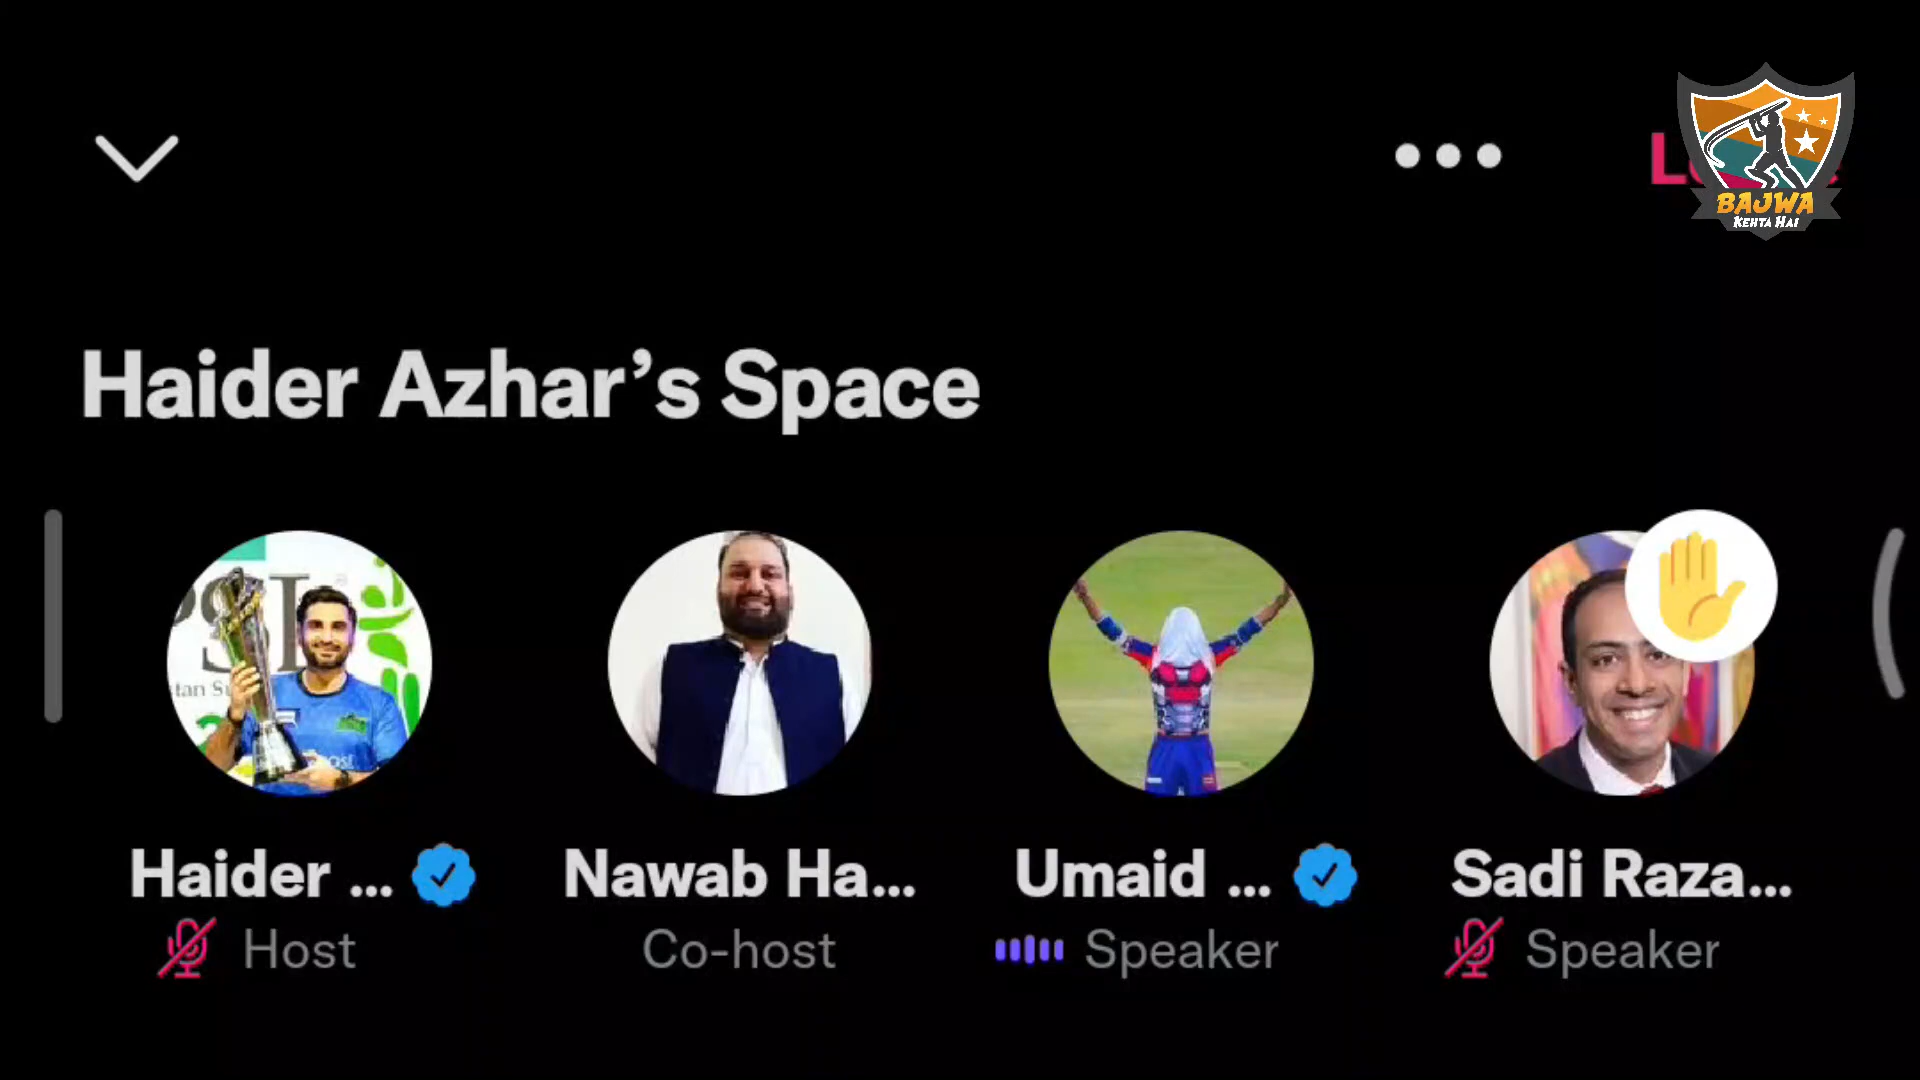 BAJWA
KEHTA HAI
Haider Azhar’s Space
Haider ...
Nawab Ha...
Umaid ...
Sadi Raza...
Host
Co-host
Speaker
Speaker